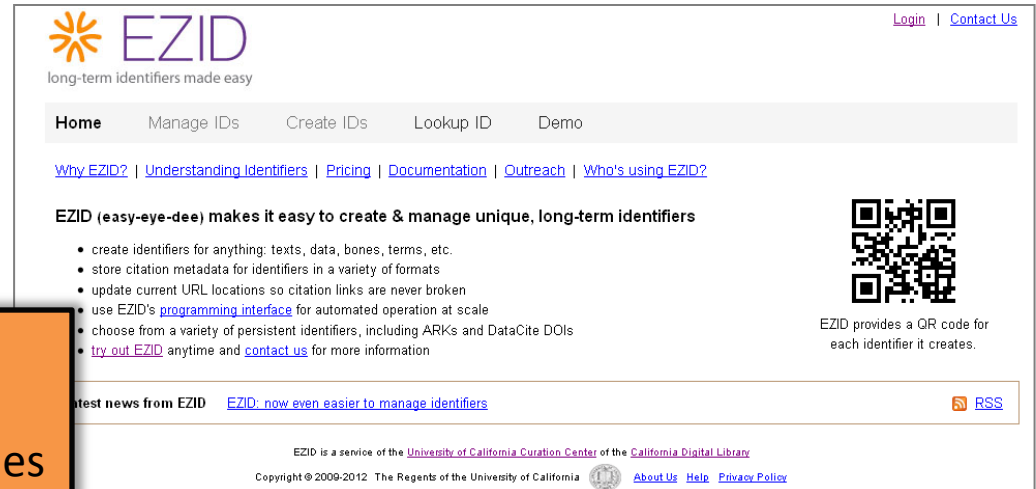 EZID
Login | Contact Us
long-term identifiers made easy
Home Manage IDs Create IDs Lookup ID Demo
Why EZID? | Understanding Identifiers | Pricing | Documentation | Outreach | Who's using EZID?
EZID (easy-eye-dee) makes it easy to create & manage unique, long-term identifiers
• create identifiers for anything: texts, data, bones, terms, etc.
• store citation metadata for identifiers in a variety of formats
• update current URL locations so citation links are never broken
• use EZID's programming interface for automated operation at scale
• choose from a variety of persistent identifiers, including ARKs and DataCite DOIs
• try out EZID anytime and contact us for more information
EZID provides a QR code for
each identifier it creates.
test news from EZID EZID: now even easier to manage identifiers RSS
es
EZID is a service of the University of California Curation Center of the California Digital Library
Copyright © 2009-2012 The Regents of the University of California About Us Help Privacy Policy